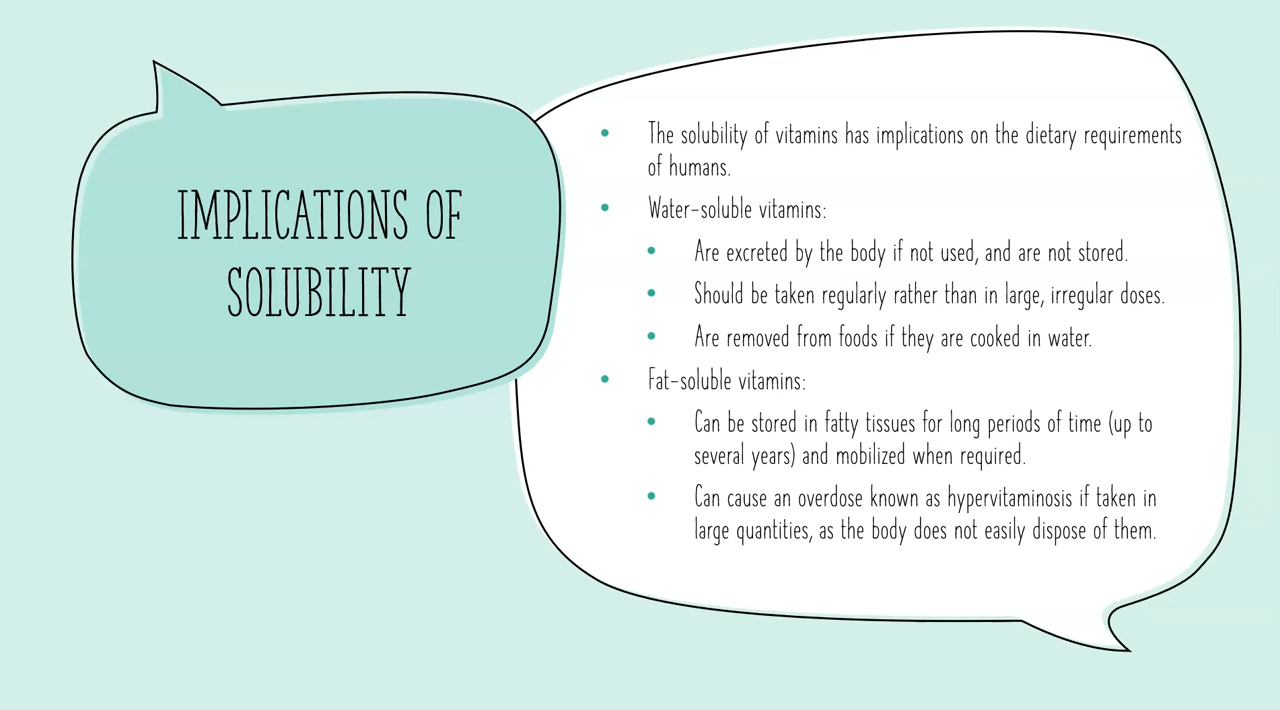 IMPLICATIONS OF
SOLUBILITY
• The solubility of vitamins has implications on the dietary requirements
of humans.
• Water-soluble vitamins:
• Are excreted by the body if not used, and are not stored.
• Should be taken regularly rather than in large, irregular doses.
• Are removed from foods if they are cooked in water.
• Fat-soluble vitamins:
• Can be stored in fatty tissues for long periods of time (up to
several years) and mobilized when required.
• Can cause an overdose known as hypervitaminosis if taken in
large quantities, as the body does not easily dispose of them.